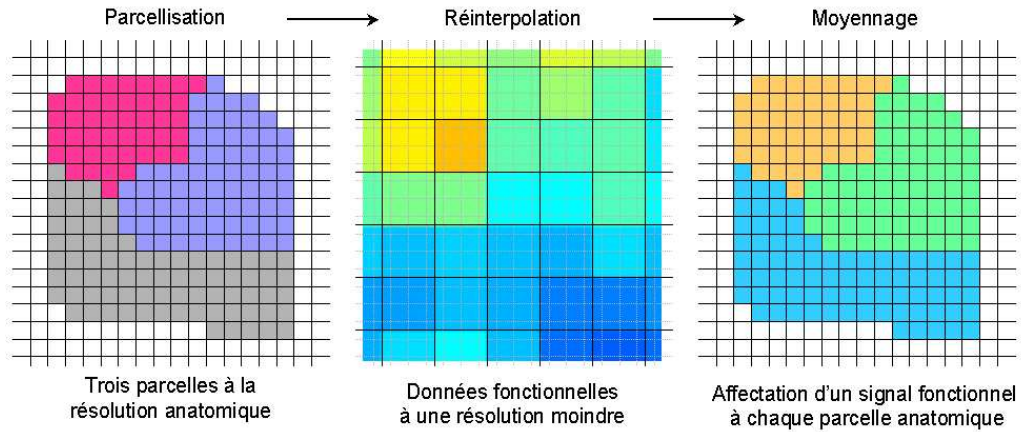 Parcellisation
Réinterpolation
Moyennage
Trois parcelles à la
résolution anatomique
Données fonctionnelles
à une résolution moindre
Affectation d'un signal fonctionnel
à chaque parcelle anatomique